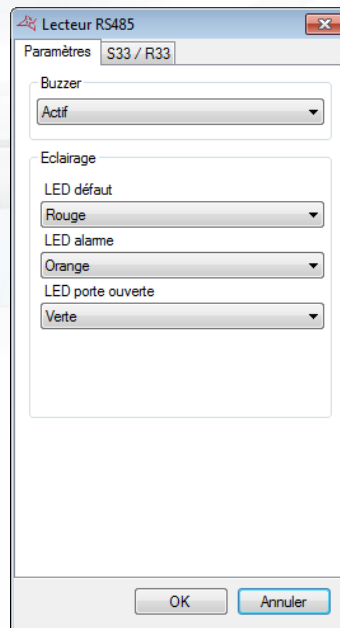 Lecteur RS485
Paramètres S33 / R33
Buzzer
Actif
Eclairage
LED défaut
Rouge
LED alarme
Orange
LED porte ouverte
Verte
OK Annuler